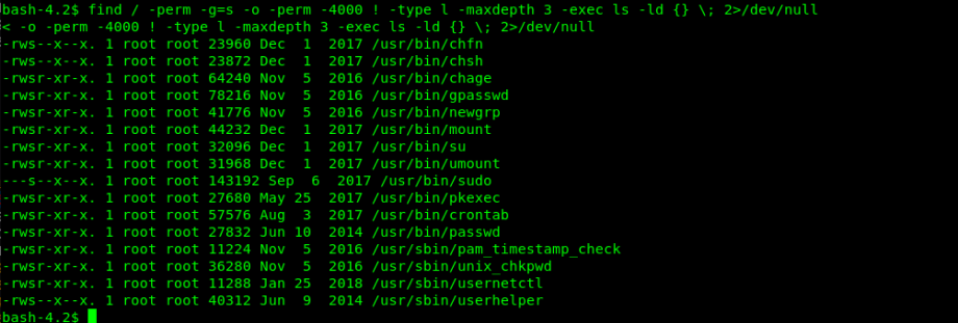 bash-4.2$ find / -perm -g=s -o -perm -4000 ! -type l -maxdepth 3 -exec ls -ld {} \; 2>/dev/null
< -o -perm -4000 ! -type l -maxdepth 3 -exec ls -ld {} \; 2>/dev/null
-rws--x--x. 1 root root 23960 Dec  1  2017 /usr/bin/chfn
-rws--x--x. 1 root root 23872 Dec  1  2017 /usr/bin/chsh
-rwsr-xr-x. 1 root root 64240 Nov  5  2016 /usr/bin/chage
-rwsr-xr-x. 1 root root 78216 Nov  5  2016 /usr/bin/gpasswd
-rwsr-xr-x. 1 root root 41776 Nov  5  2016 /usr/bin/newgrp
-rwsr-xr-x. 1 root root 44232 Dec  1  2017 /usr/bin/mount
-rwsr-xr-x. 1 root root 32096 Dec  1  2017 /usr/bin/su
-rwsr-xr-x. 1 root root 31968 Dec  1  2017 /usr/bin/umount
---s--x--x. 1 root root 143192 Sep  6  2017 /usr/bin/sudo
-rwsr-xr-x. 1 root root 27680 May 25  2017 /usr/bin/pkexec
-rwsr-xr-x. 1 root root 57576 Aug  3  2017 /usr/bin/crontab
-rwsr-xr-x. 1 root root 27832 Jun 10  2014 /usr/bin/passwd
-rwsr-xr-x. 1 root root 11224 Nov  5  2016 /usr/sbin/pam_timestamp_check
-rwsr-xr-x. 1 root root 36280 Nov  5  2016 /usr/sbin/unix_chkpwd
-rwsr-xr-x. 1 root root 11288 Jan 25  2018 /usr/sbin/usernetctl
-rwsr-xr-x. 1 root root 40312 Jun  9  2014 /usr/sbin/userhelper
bash-4.2$